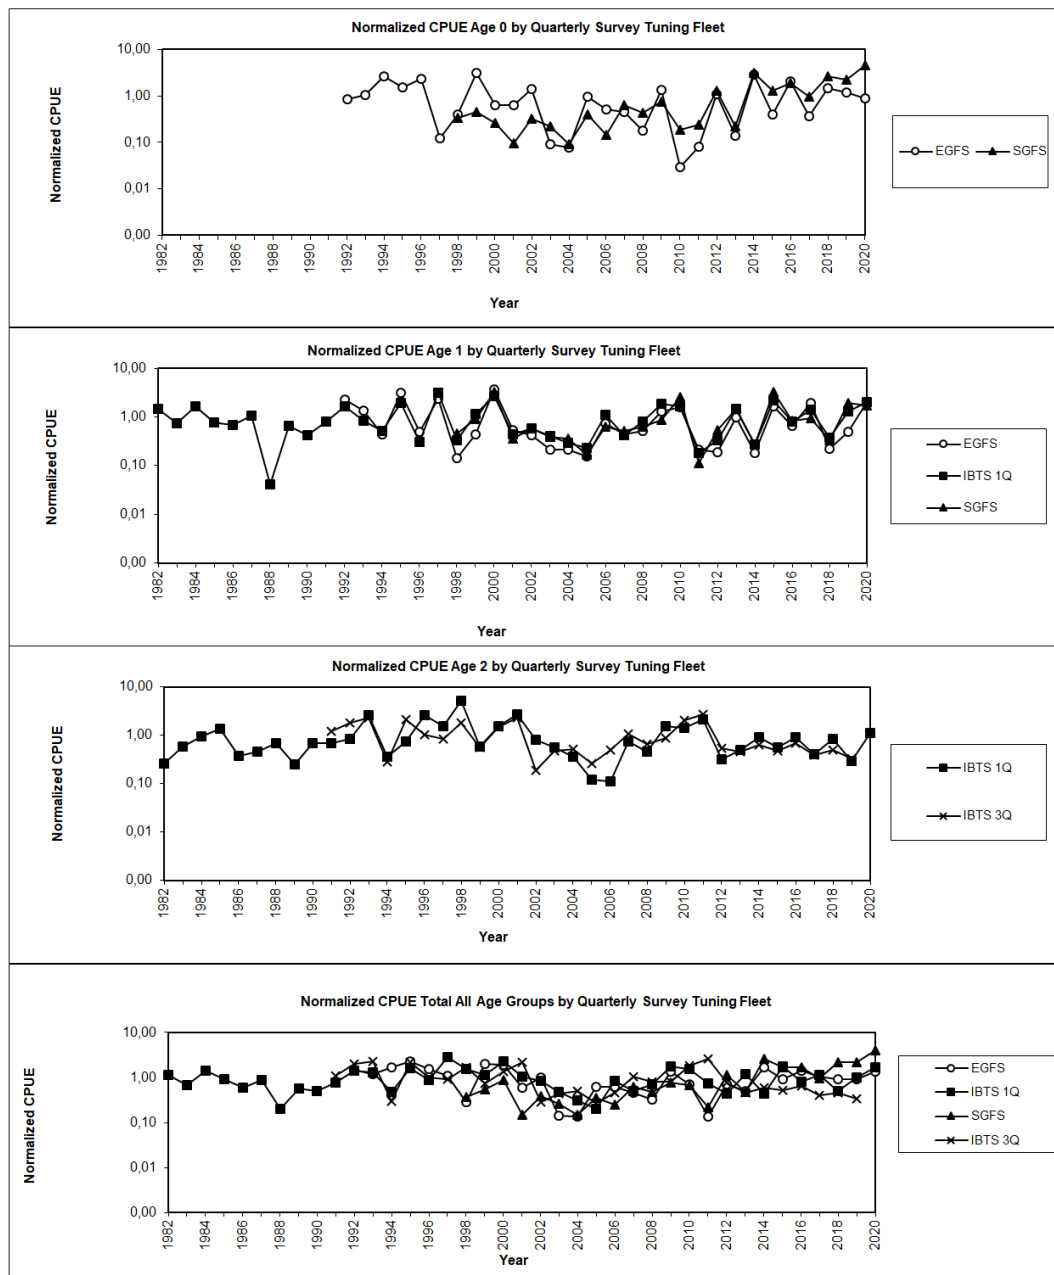 Normalized CPUE Age 0 by Quarterly Survey Tuning Fleet
Normalized CPUE
10,00
1,00
0,10
0,01
0,00
1982 1984 1986 1988 1990 1992 1994 1996 1998 2000 2002 2004 2006 2008 2010 2012 2014 2016 2018 2020
Year
EGFS SGFS
Normalized CPUE Age 1 by Quarterly Survey Tuning Fleet
Normalized CPUE
10,00
1,00
0,10
0,01
0,00
1982 1984 1986 1988 1990 1992 1994 1996 1998 2000 2002 2004 2006 2008 2010 2012 2014 2016 2018 2020
Year
EGFS
IBTS 1Q
SGFS
Normalized CPUE Age 2 by Quarterly Survey Tuning Fleet
Normalized CPUE
10,00
1,00
0,10
0,01
0,00
1982 1984 1986 1988 1990 1992 1994 1996 1998 2000 2002 2004 2006 2008 2010 2012 2014 2016 2018 2020
Year
IBTS 1Q
IBTS 3Q
Normalized CPUE Total All Age Groups by Quarterly Survey Tuning Fleet
Normalized CPUE
10,00
1,00
0,10
0,01
0,00
1982 1984 1986 1988 1990 1992 1994 1996 1998 2000 2002 2004 2006 2008 2010 2012 2014 2016 2018 2020
Year
EGFS
IBTS 1Q
SGFS
IBTS 3Q